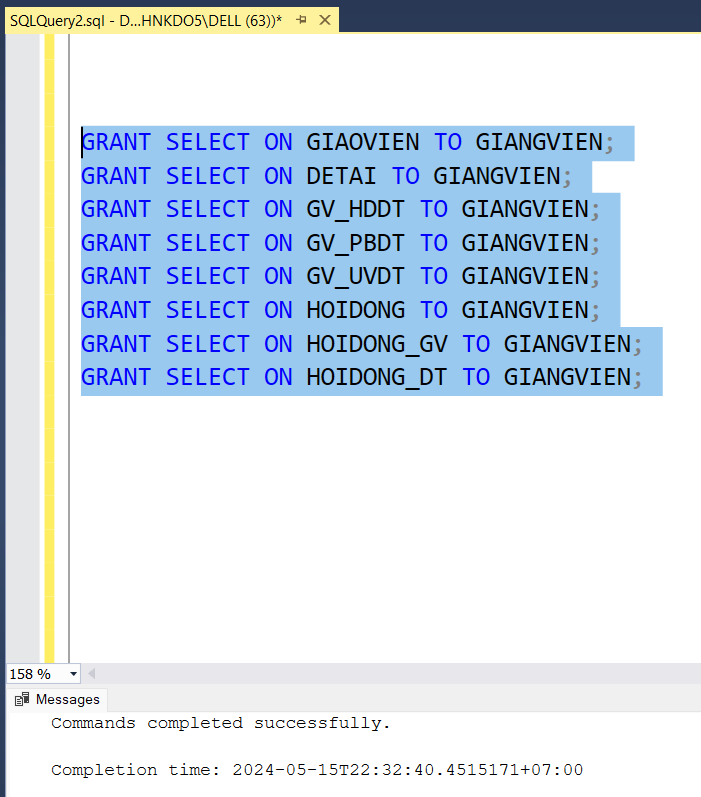 SQLQuery2.sql - D...HNKDO5\DELL (63))*
GRANT SELECT ON GIAOVIEN TO GIANGVIEN;
GRANT SELECT ON DETAI TO GIANGVIEN;
GRANT SELECT ON GV_HDDT TO GIANGVIEN;
GRANT SELECT ON GV_PBDT TO GIANGVIEN;
GRANT SELECT ON GV_UVDT TO GIANGVIEN;
GRANT SELECT ON HOIDONG TO GIANGVIEN;
GRANT SELECT ON HOIDONG_GV TO GIANGVIEN;
GRANT SELECT ON HOIDONG_DT TO GIANGVIEN;
158 %
Messages
Commands completed successfully.
Completion time: 2024-05-15T22:32:40.4515171+07:00